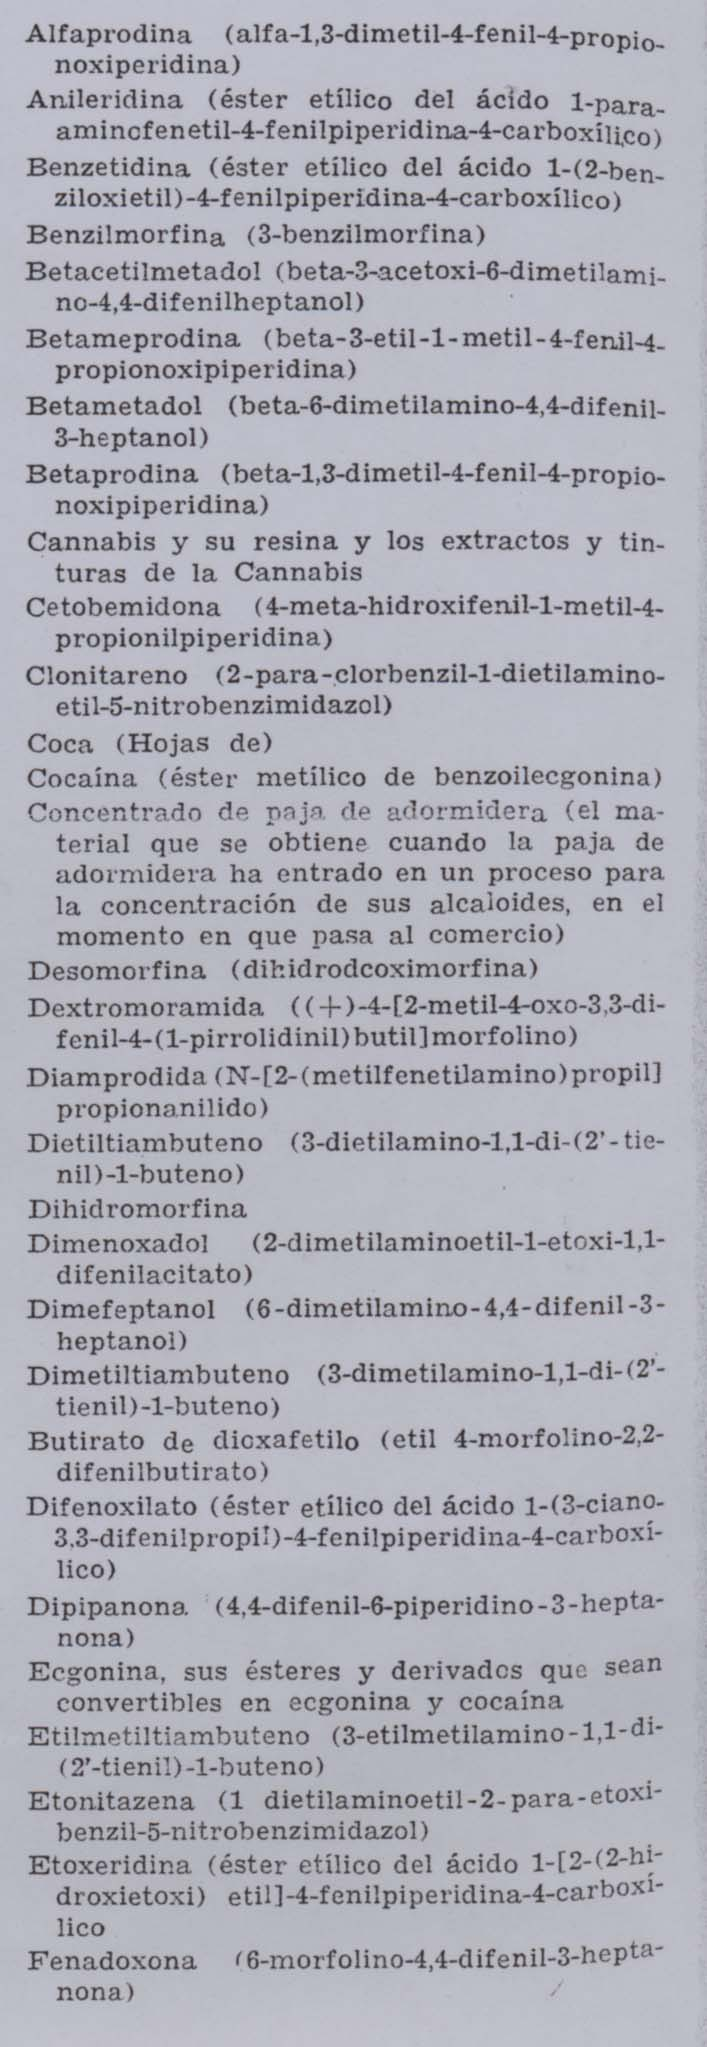 Alfaprodina (alfa-1,3-dimetil-4-fenil-4-propio-
noxiperidina)
Anileridina (éster etílico del ácido 1-para-
aminofenetil-4-fenilpiperidina-4-carboxílico)
Benzetidina (éster etílico del ácido 1-(2-ben-
ziloxietil)-4-fenilpiperidina-4-carboxílico)
Benzilmorfina (3-benzilmorfina)
Betacetilmetadol (beta-3-acetoxi-6-dimetilami-
no-4,4-difenilheptanol)
Betameprodina (beta-3-etil-1-metil-4-fenil-4-
propionoxipiperidina)
Betametadol (beta-6-dimetilamino-4,4-difenil-
3-heptanol)
Betaprodina (beta-1,3-dimetil-4-fenil-4-propio-
noxipiperidina)
Cannabis y su resina y los extractos y tin-
turas de la Cannabis
Cetobemidona (4-meta-hidroxifenil-1-metil-4-
propionilpiperidina)
Clonitareno (2-para-clorbenzil-1-dietilamino-
etil-5-nitrobenzimidazol)
Coca (Hojas de)
Cocaína (éster metílico de benzoilecgonina)
Concentrado de paja de adormidera (el ma-
terial que se obtiene cuando la paja de
adormidera ha entrado en un proceso para
la concentración de sus alcaloides, en el
momento en que pasa al comercio)
Desomorfina (dihidrodcoximorfina)
Dextromoramida ((+)-4-[2-metil-4-oxo-3,3-di-
fenil-4-(1-pirrolidinil)butil]morfolino)
Diamprodida (N-[2-(metilfenetilamino)propil]
propionanilido)
Dietiltiambuteno (3-dietilamino-1,1-di-(2'-tie-
nil)-1-buteno)
Dihidromorfina
Dimenoxadol (2-dimetilaminoetil-1-etoxi-1,1-
difenilacitato)
Dimefeptanol (6-dimetilamino-4,4-difenil-3-
heptanol)
Dimetiltiambuteno (3-dimetilamino-1,1-di-(2'-
tienil)-1-buteno)
Butirato de dioxafetilo (etil 4-morfolino-2,2-
difenilbutirato)
Difenoxilato (éster etílico del ácido 1-(3-ciano-
3,3-difenilpropil)-4-fenilpiperidina-4-carboxí-
lico)
Dipipanona (4,4-difenil-6-piperidino-3-hepta-
nona)
Ecgonina, sus ésteres y derivados que sean
convertibles en ecgonina y cocaína
Etilmetiltiambuteno (3-etilmetilamino-1,1-di-
(2'-tienil)-1-buteno)
Etonitazena (1 dietilaminoetil-2-para-etoxi-
benzil-5-nitrobenzimidazol)
Etoxeridina (éster etílico del ácido 1-[2-(2-hi-
droxietoxi) etil]-4-fenilpiperidina-4-carboxí-
lico
Fenadoxona (6-morfolino-4,4-difenil-3-hepta-
nona)